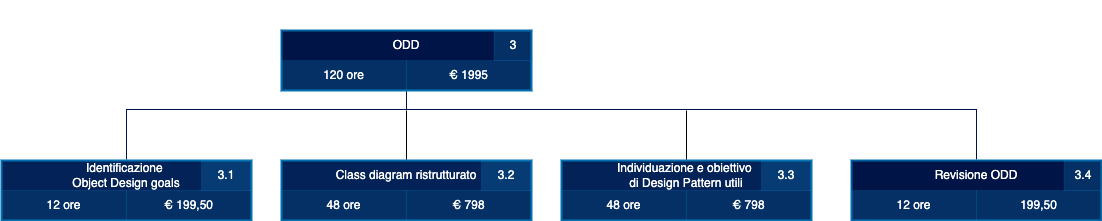 ODD 3
120 ore € 1995
Identificazione
Object Design goals 3.1
12 ore € 199,50
Class diagram ristrutturato 3.2
48 ore € 798
Individuazione e obiettivo
di Design Pattern utili 3.3
48 ore € 798
Revisione ODD 3.4
12 ore 199,50